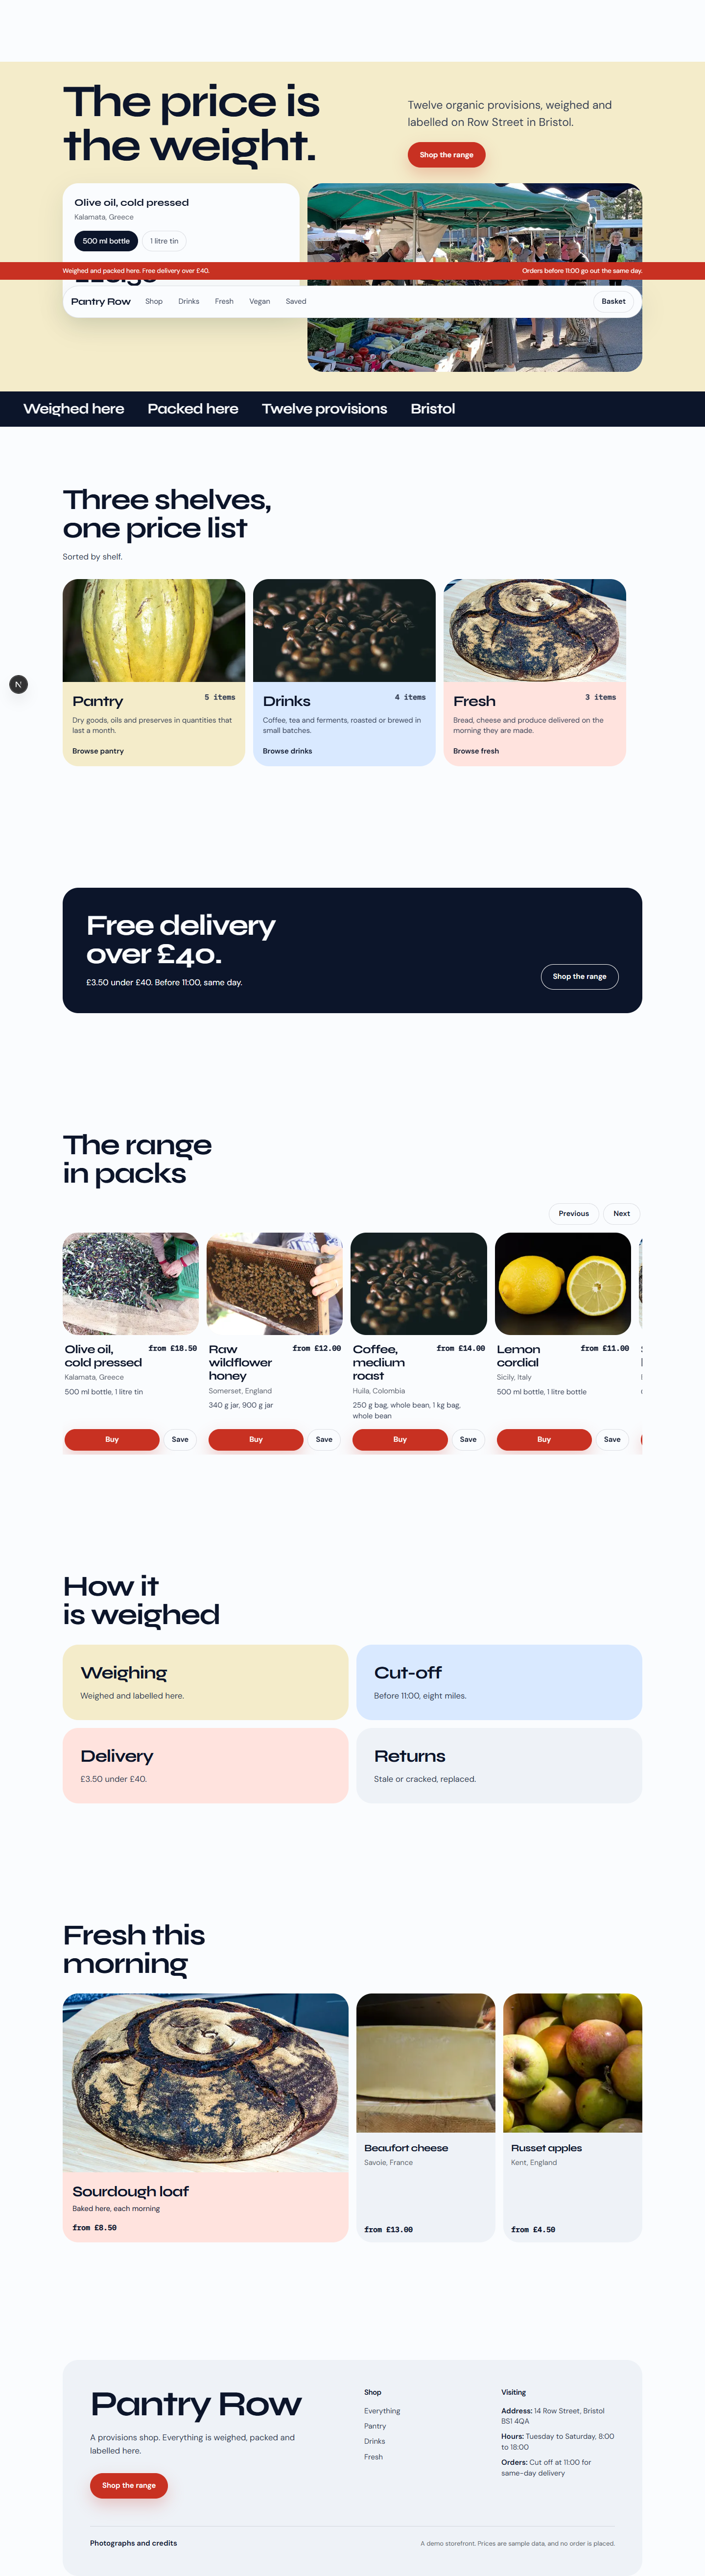 The price is
the weight.
Twelve organic provisions, weighed and
labelled on Row Street in Bristol.
Shop the range
Olive oil, cold pressed
Kalamata, Greece
500 ml bottle
1 litre tin
Weighed and packed here. Free delivery over £40.
Orders before 11:00 go out the same day.
Pantry Row
Shop
Drinks
Fresh
Vegan
Saved
Basket
Weighed here
Packed here
Twelve provisions
Bristol
Three shelves,
one price list
Sorted by shelf.
Pantry
5 items
Dry goods, oils and preserves in quantities that
last a month.
Browse pantry
Drinks
4 items
Coffee, tea and ferments, roasted or brewed in
small batches.
Browse drinks
Fresh
3 items
Bread, cheese and produce delivered on the
morning they are made.
Browse fresh
N
Free delivery
over £40.
£3.50 under £40. Before 11:00, same day.
Shop the range
The range
in packs
Previous
Next
Olive oil,
cold pressed
from £18.50
Kalamata, Greece
500 ml bottle, 1 litre tin
Buy
Save
Raw
wildflower
honey
from £12.00
Somerset, England
340 g jar, 900 g jar
Buy
Save
Coffee,
medium
roast
from £14.00
Huila, Colombia
250 g bag, whole bean, 1 kg bag,
whole bean
Buy
Save
Lemon
cordial
from £11.00
Sicily, Italy
500 ml bottle, 1 litre bottle
Buy
Save
How it
is weighed
Weighing
Weighed and labelled here.
Cut-off
Before 11:00, eight miles.
Delivery
£3.50 under £40.
Returns
Stale or cracked, replaced.
Fresh this
morning
Sourdough loaf
Baked here, each morning
from £8.50
Beaufort cheese
Savoie, France
from £13.00
Russet apples
Kent, England
from £4.50
Pantry Row
A provisions shop. Everything is weighed, packed and
labelled here.
Shop the range
Shop
Everything
Pantry
Drinks
Fresh
Visiting
Address: 14 Row Street, Bristol
BS1 4QA
Hours: Tuesday to Saturday, 8:00
to 18:00
Orders: Cut off at 11:00 for
same-day delivery
Photographs and credits
A demo storefront. Prices are sample data, and no order is placed.